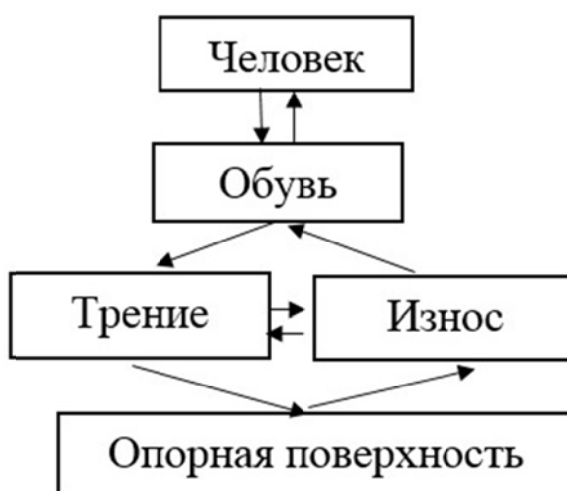 Человек
Обувь
Трение
Износ
Опорная поверхность